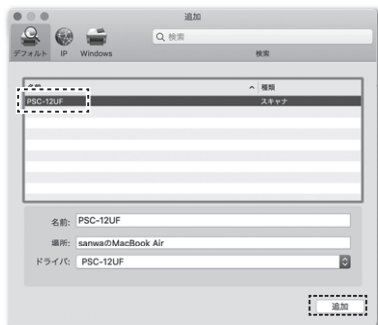 追加
検索
デフォルト IP Windows 検索
名前 種類
PSC-12UF スキャナ
名前: PSC-12UF
場所: sanwaのMacBook Air
ドライバ: PSC-12UF
追加